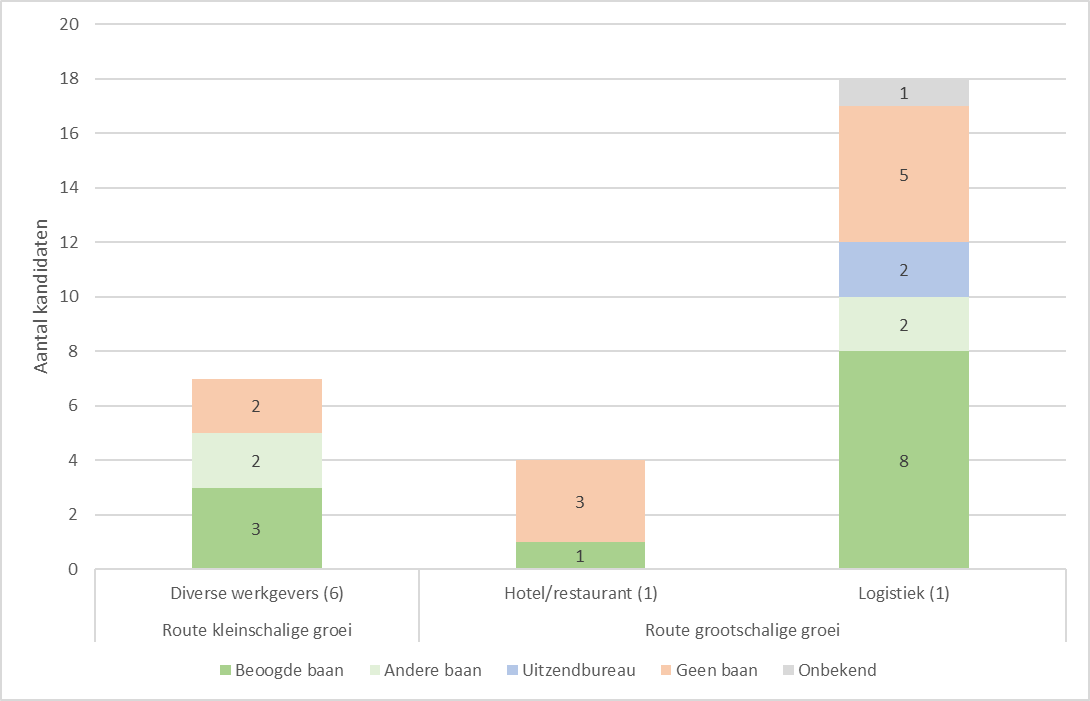 Aantal kandidaten
20
18
16
14
12
10
8
6
4
2
0
2
2
3
3
1
1
5
2
2
8
Diverse werkgevers (6)
Hotel/restaurant (1)
Logistiek (1)
Route kleinschalige groei
Route grootschalige groei
Beoogde baan
Andere baan
Uitzendbureau
Geen baan
Onbekend